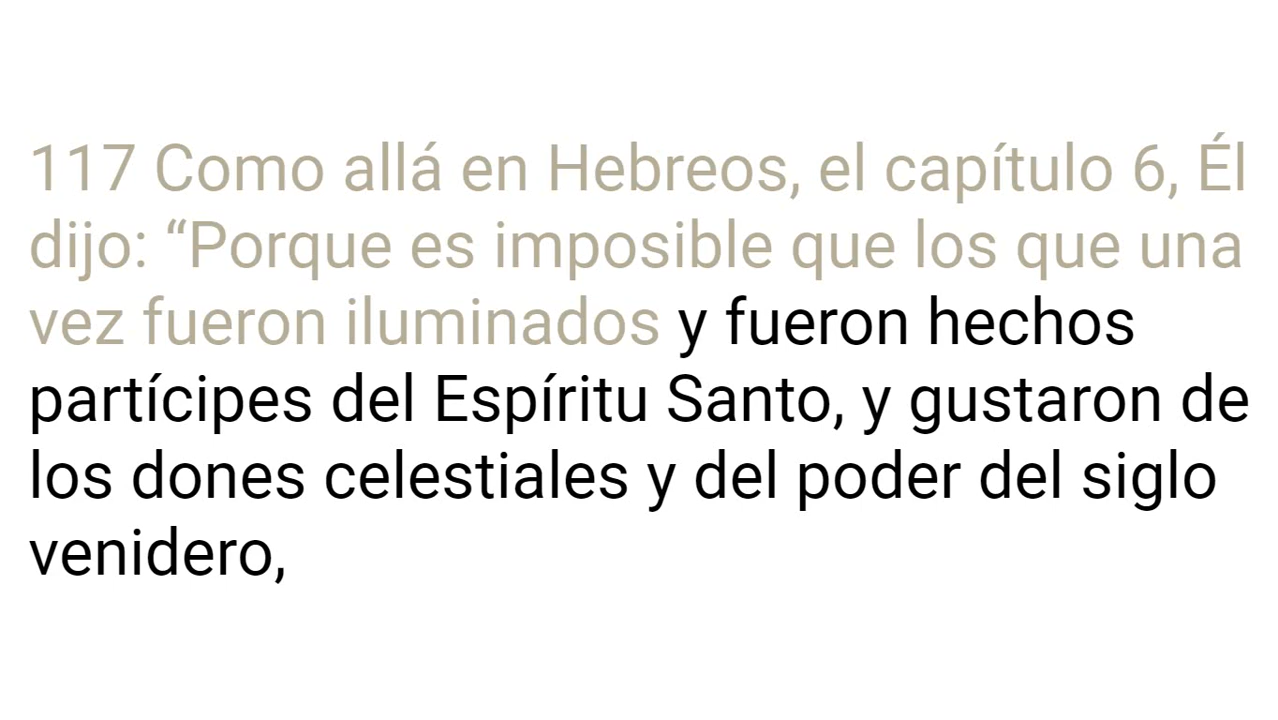 117 Como allá en Hebreos, el capítulo 6, Él
dijo: “Porque es imposible que los que una
vez fueron iluminados y fueron hechos
partícipes del Espíritu Santo, y gustaron de
los dones celestiales y del poder del siglo
venidero,